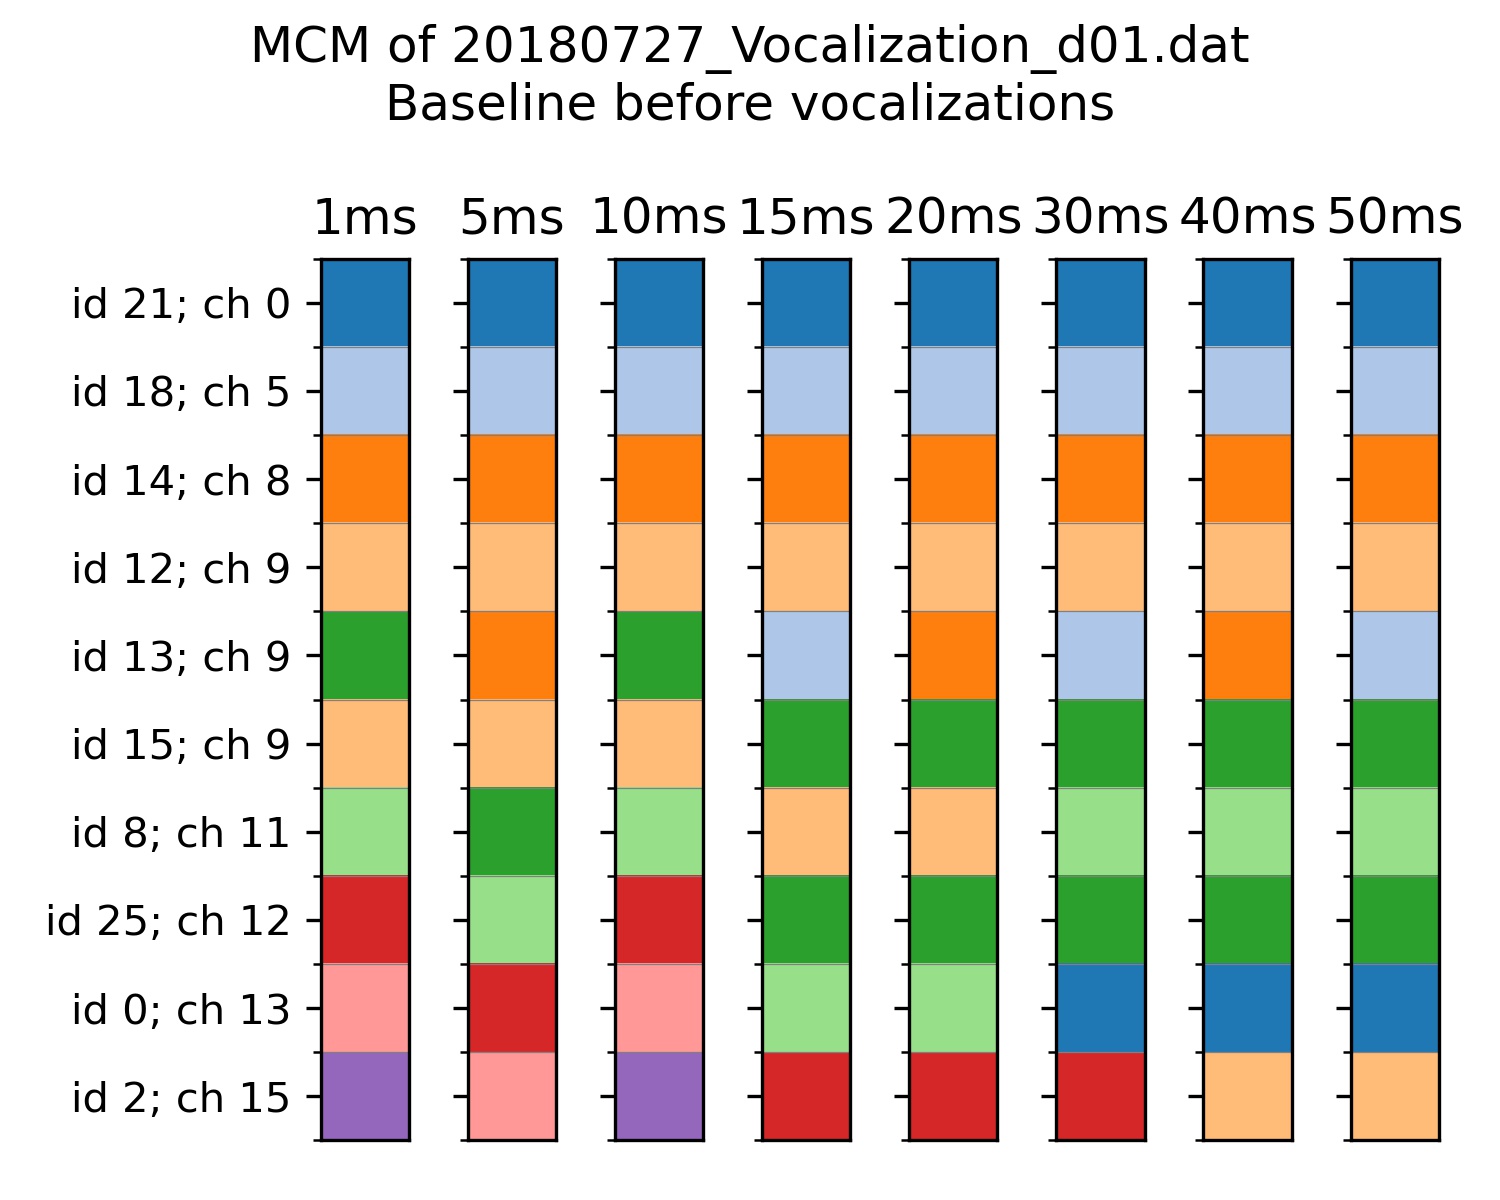 MCM of 20180727_Vocalization_d01.dat
Baseline before vocalizations
1ms 5ms 10ms 15ms 20ms 30ms 40ms 50ms
id 21; ch 0
id 18; ch 5
id 14; ch 8
id 12; ch 9
id 13; ch 9
id 15; ch 9
id 8; ch 11
id 25; ch 12
id 0; ch 13
id 2; ch 15